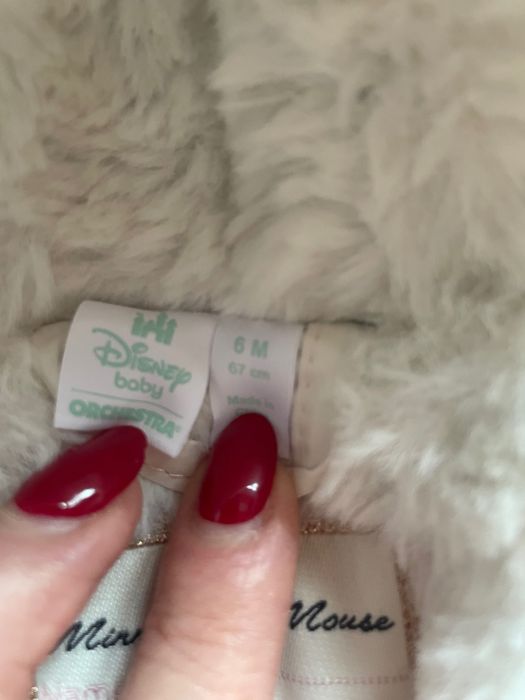 Disney
baby
ORCHESTRA
6 M
67 cm
Made in
Mouse